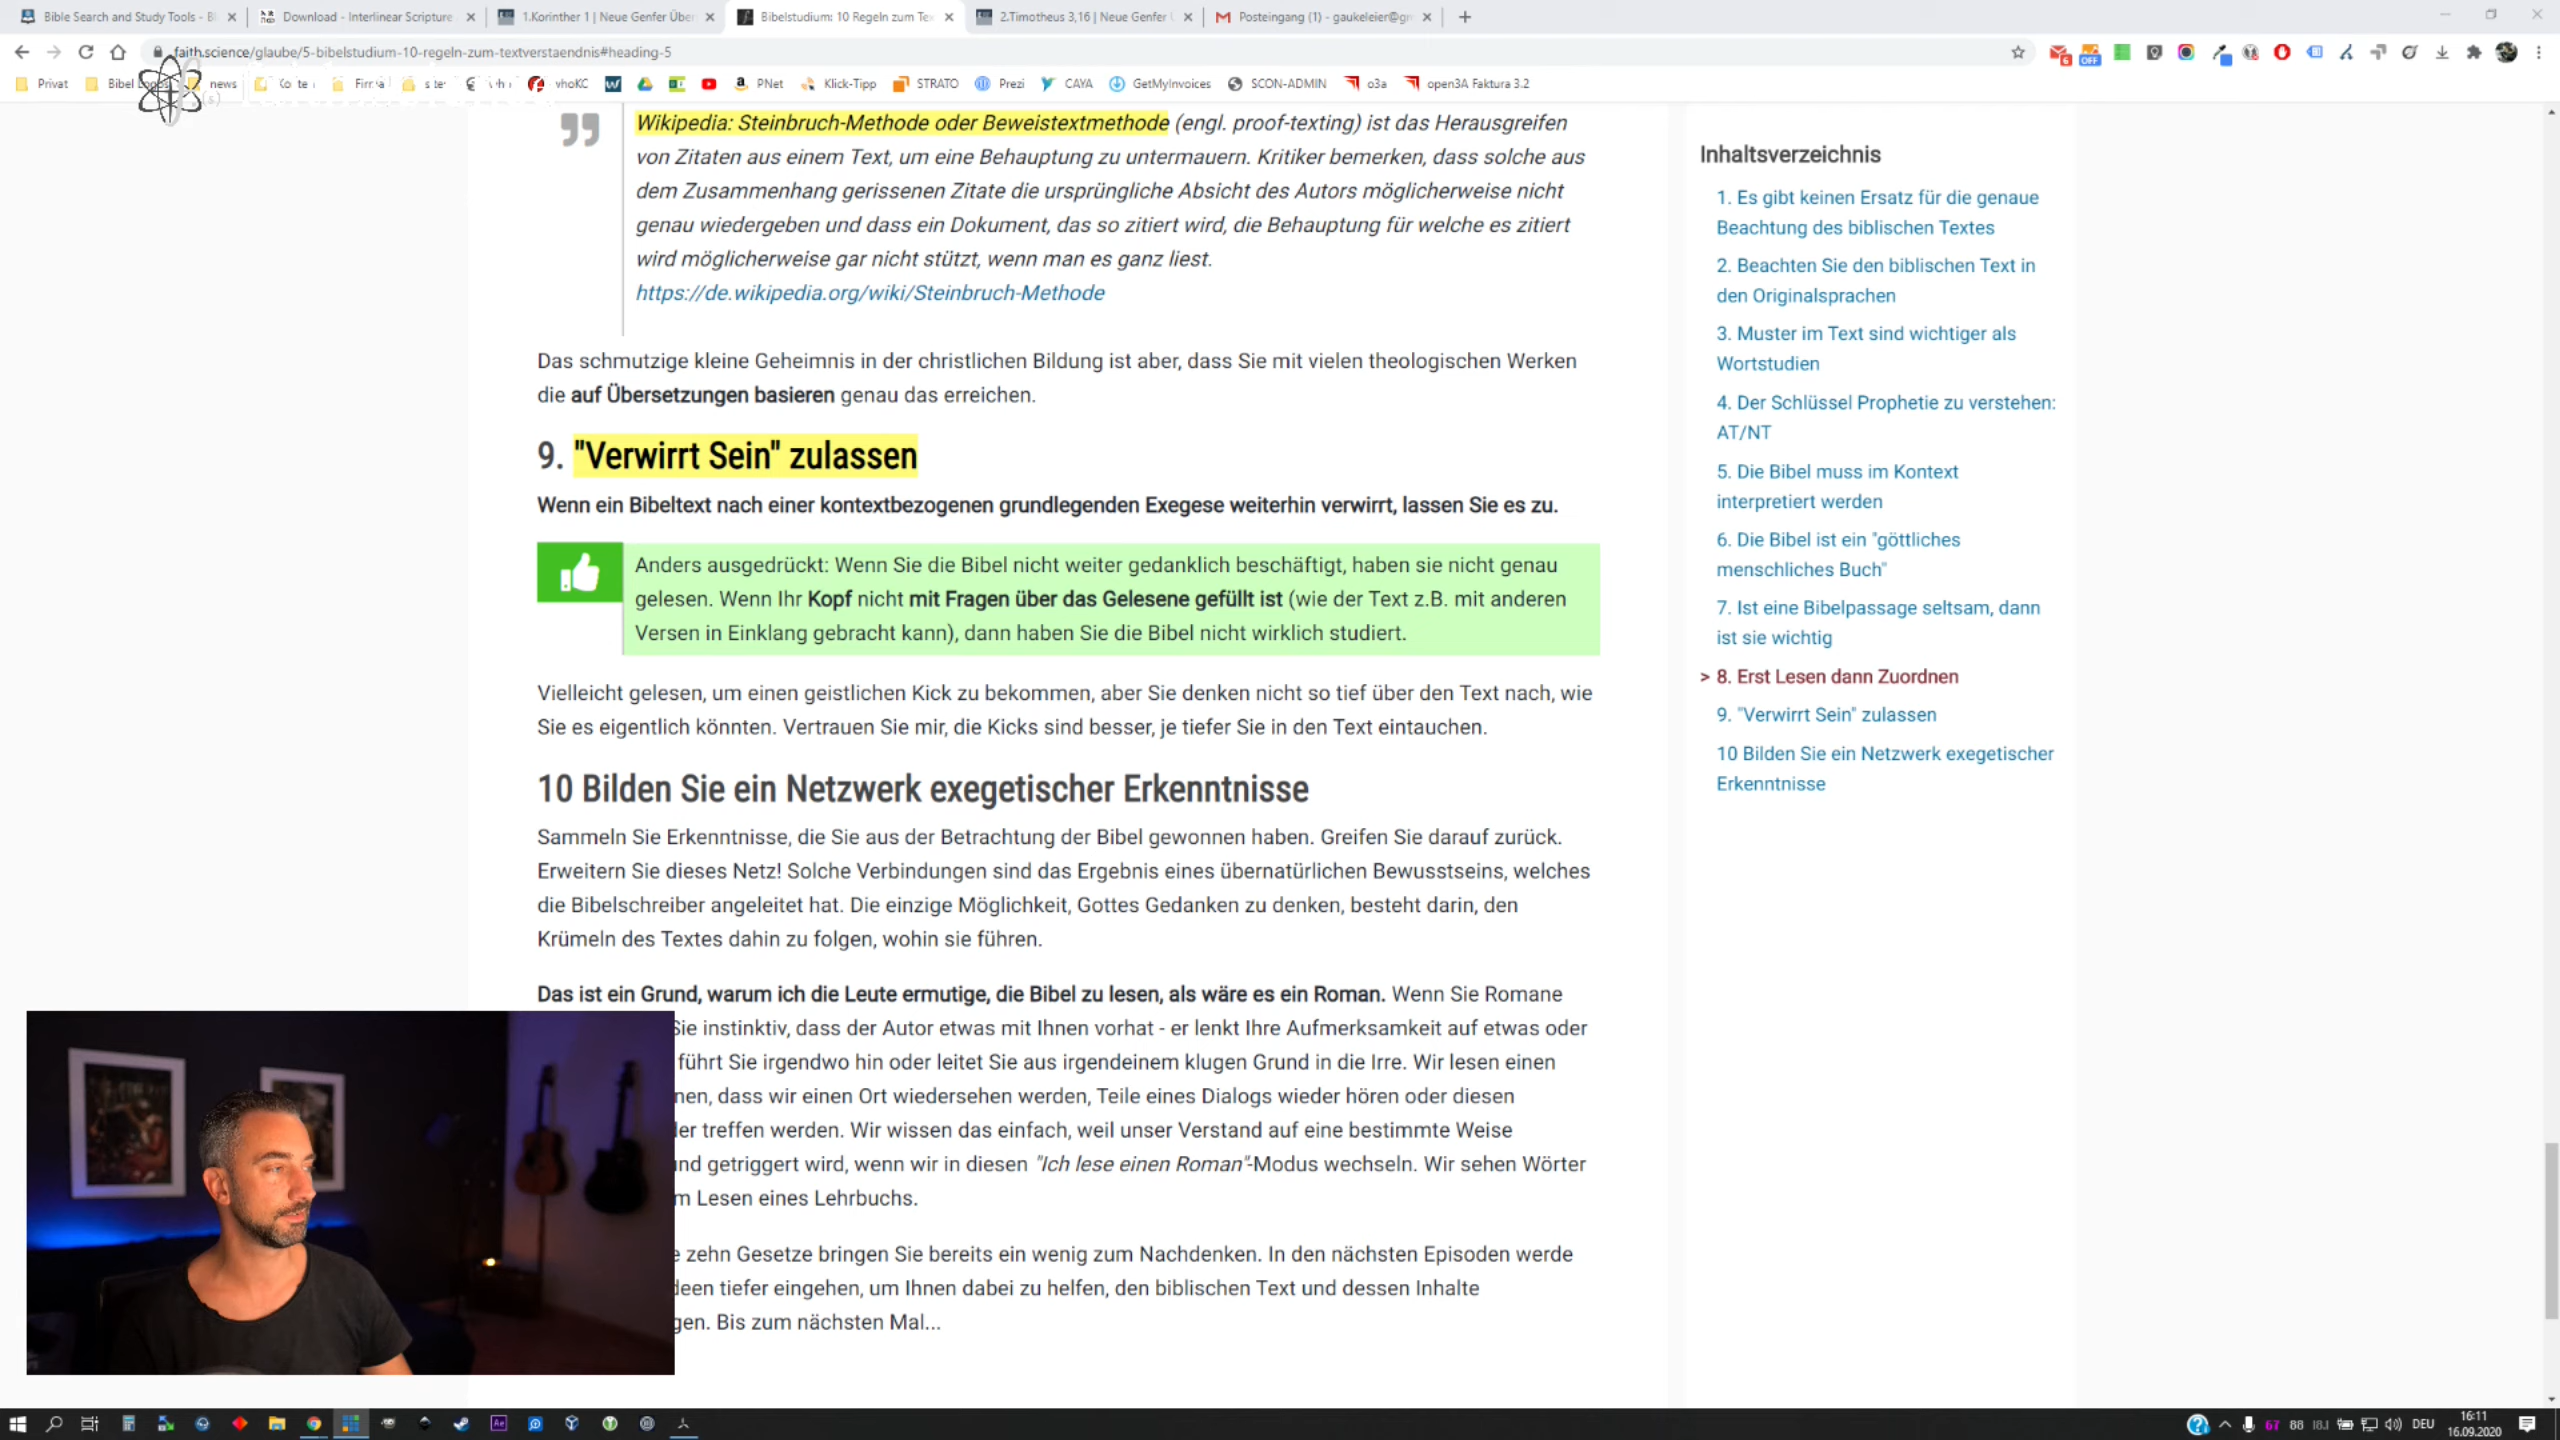 Bible Search and Study Tools - Bl
Download - Interlinear Scripture
1.Korinther 1 | Neue Genfer Über
Bibelstudium: 10 Regeln zum Tex
2.Timotheus 3,16 | Neue Genfer
Posteingang (1) - gaukeleier@gm
faith.science/glaube/5-bibelstudium-10-regeln-zum-textverstaendnis#heading-5
Privat
Bibel Logos
news
vhoKC
PNet
Klick-Tipp
STRATO
Prezi
CAYA
GetMyInvoices
SCON-ADMIN
o3a
open3A Faktura 3.2
Wikipedia: Steinbruch-Methode oder Beweistextmethode (engl. proof-texting) ist das Herausgreifen
von Zitaten aus einem Text, um eine Behauptung zu untermauern. Kritiker bemerken, dass solche aus
dem Zusammenhang gerissenen Zitate die ursprüngliche Absicht des Autors möglicherweise nicht
genau wiedergeben und dass ein Dokument, das so zitiert wird, die Behauptung für welche es zitiert
wird möglicherweise gar nicht stützt, wenn man es ganz liest.
https://de.wikipedia.org/wiki/Steinbruch-Methode
Das schmutzige kleine Geheimnis in der christlichen Bildung ist aber, dass Sie mit vielen theologischen Werken
die auf Übersetzungen basieren genau das erreichen.
9. "Verwirrt Sein" zulassen
Wenn ein Bibeltext nach einer kontextbezogenen grundlegenden Exegese weiterhin verwirrt, lassen Sie es zu.
Anders ausgedrückt: Wenn Sie die Bibel nicht weiter gedanklich beschäftigt, haben sie nicht genau
gelesen. Wenn Ihr Kopf nicht mit Fragen über das Gelesene gefüllt ist (wie der Text z.B. mit anderen
Versen in Einklang gebracht kann), dann haben Sie die Bibel nicht wirklich studiert.
Vielleicht gelesen, um einen geistlichen Kick zu bekommen, aber Sie denken nicht so tief über den Text nach, wie
Sie es eigentlich könnten. Vertrauen Sie mir, die Kicks sind besser, je tiefer Sie in den Text eintauchen.
10 Bilden Sie ein Netzwerk exegetischer Erkenntnisse
Sammeln Sie Erkenntnisse, die Sie aus der Betrachtung der Bibel gewonnen haben. Greifen Sie darauf zurück.
Erweitern Sie dieses Netz! Solche Verbindungen sind das Ergebnis eines übernatürlichen Bewusstseins, welches
die Bibelschreiber angeleitet hat. Die einzige Möglichkeit, Gottes Gedanken zu denken, besteht darin, den
Krümeln des Textes dahin zu folgen, wohin sie führen.
Das ist ein Grund, warum ich die Leute ermutige, die Bibel zu lesen, als wäre es ein Roman. Wenn Sie Romane
Sie instinktiv, dass der Autor etwas mit Ihnen vorhat - er lenkt Ihre Aufmerksamkeit auf etwas oder
führt Sie irgendwo hin oder leitet Sie aus irgendeinem klugen Grund in die Irre. Wir lesen einen
nen, dass wir einen Ort wiedersehen werden, Teile eines Dialogs wieder hören oder diesen
er treffen werden. Wir wissen das einfach, weil unser Verstand auf eine bestimmte Weise
nd getriggert wird, wenn wir in diesen "Ich lese einen Roman"-Modus wechseln. Wir sehen Wörter
m Lesen eines Lehrbuchs.
e zehn Gesetze bringen Sie bereits ein wenig zum Nachdenken. In den nächsten Episoden werde
deen tiefer eingehen, um Ihnen dabei zu helfen, den biblischen Text und dessen Inhalte
gen. Bis zum nächsten Mal...
Inhaltsverzeichnis
1. Es gibt keinen Ersatz für die genaue
Beachtung des biblischen Textes
2. Beachten Sie den biblischen Text in
den Originalsprachen
3. Muster im Text sind wichtiger als
Wortstudien
4. Der Schlüssel Prophetie zu verstehen:
AT/NT
5. Die Bibel muss im Kontext
interpretiert werden
6. Die Bibel ist ein "göttliches
menschliches Buch"
7. Ist eine Bibelpassage seltsam, dann
ist sie wichtig
> 8. Erst Lesen dann Zuordnen
9. "Verwirrt Sein" zulassen
10 Bilden Sie ein Netzwerk exegetischer
Erkenntnisse
67 88
DEU
16:11
16.09.2020